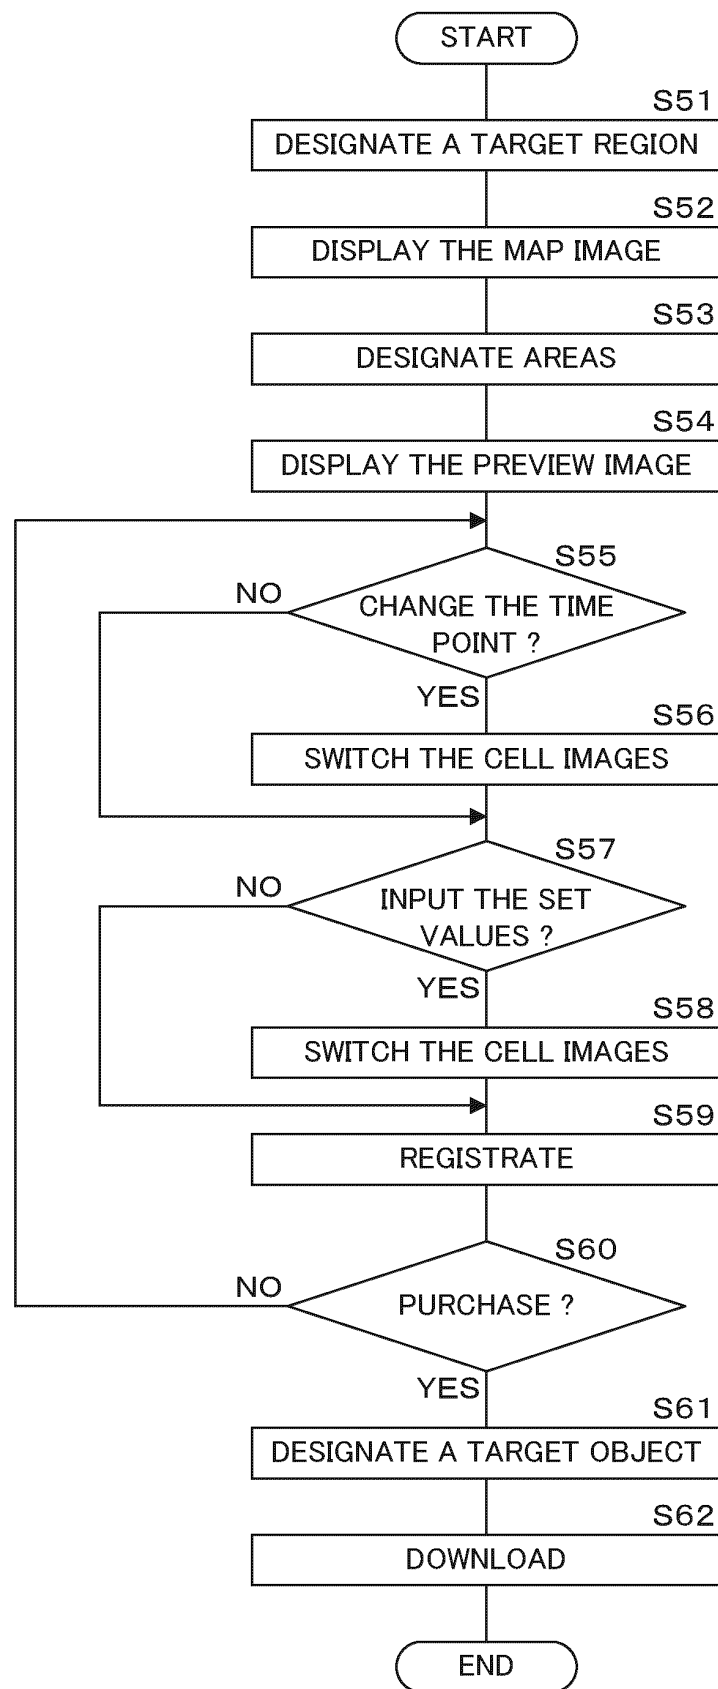 START
S51
DESIGNATE A TARGET REGION
S52
DISPLAY THE MAP IMAGE
S53
DESIGNATE AREAS
S54
DISPLAY THE PREVIEW IMAGE
S55
NO
CHANGE THE TIME
POINT ?
YES
S56
SWITCH THE CELL IMAGES
S57
NO
INPUT THE SET
VALUES ?
YES
S58
SWITCH THE CELL IMAGES
S59
REGISTRATE
S60
NO
PURCHASE ?
YES
S61
DESIGNATE A TARGET OBJECT
S62
DOWNLOAD
END